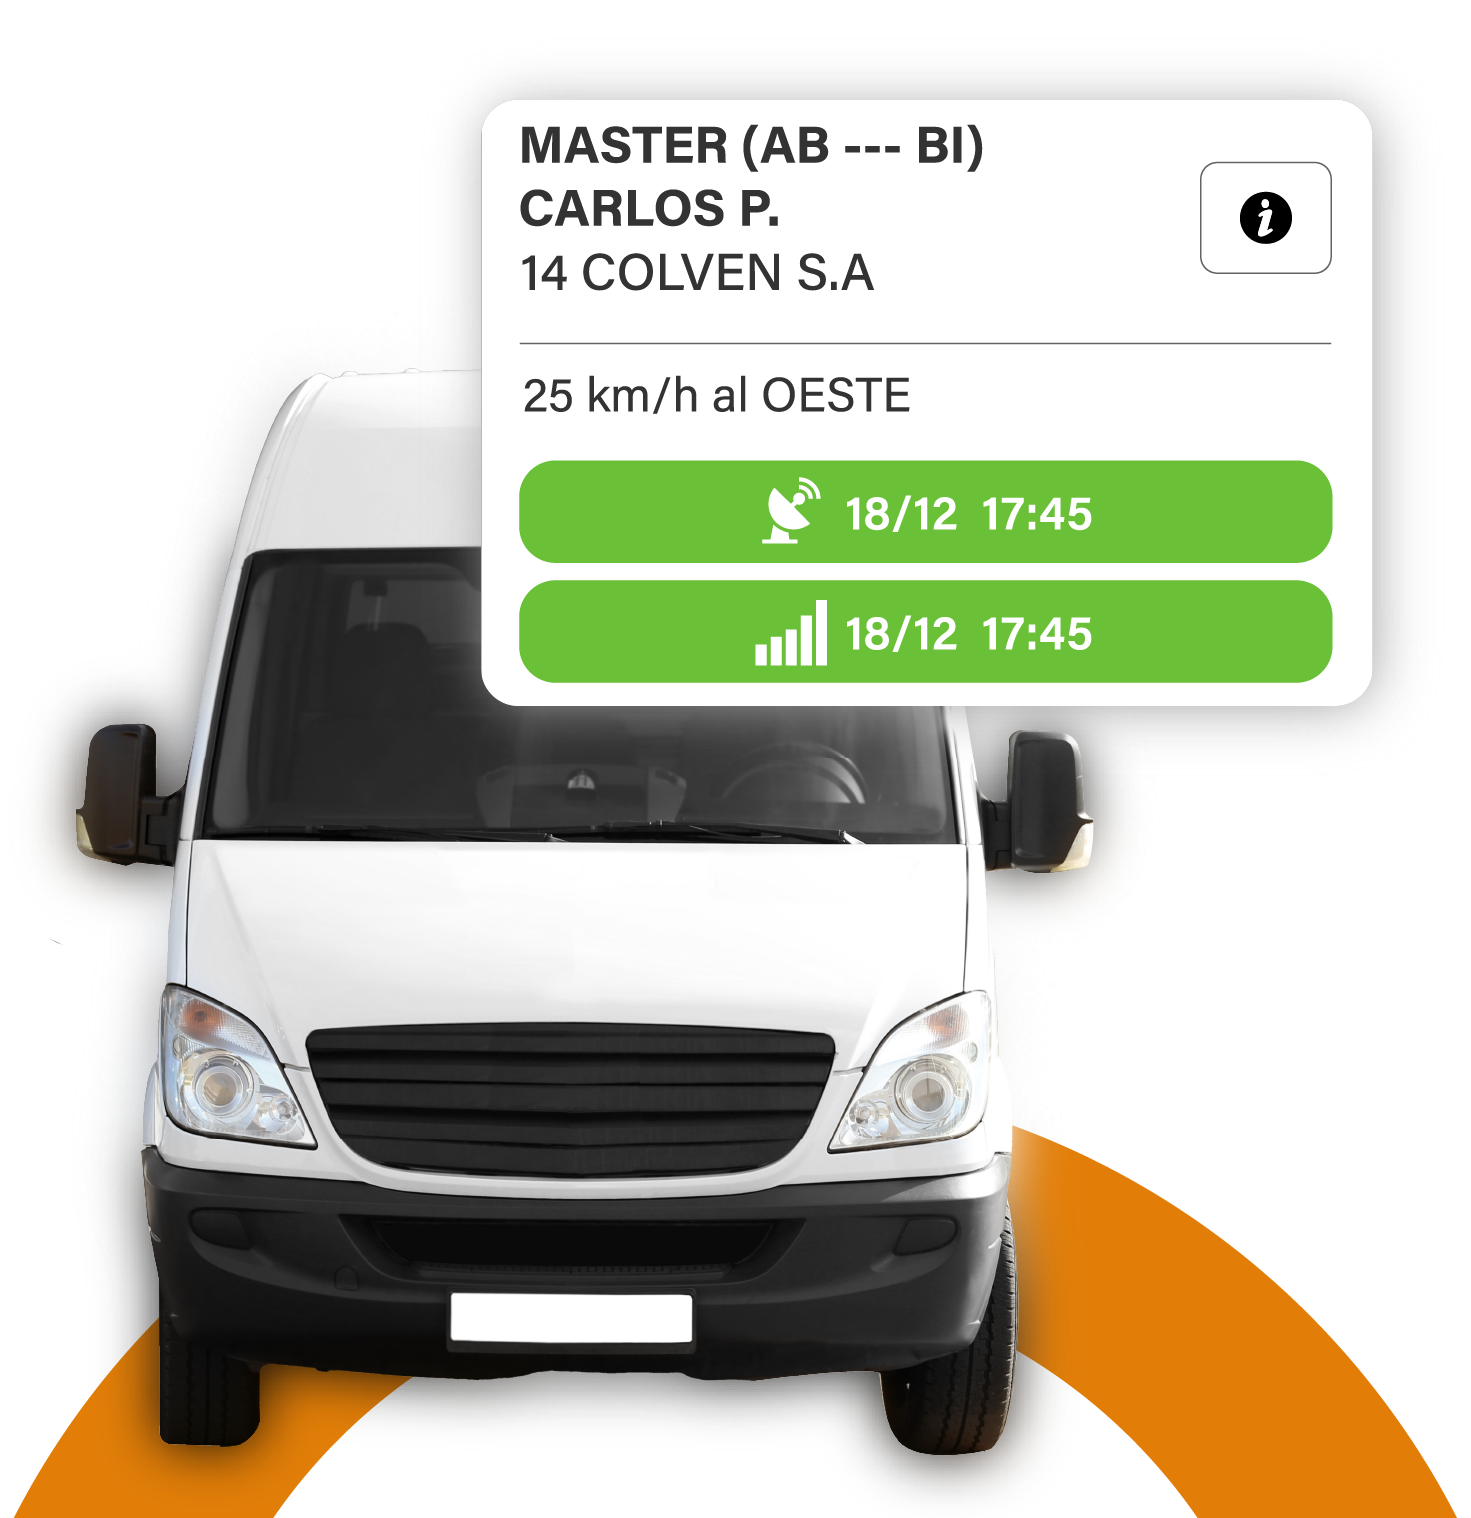 MASTER (AB --- BI)
CARLOS P.
14 COLVEN S.A
25 km/h al OESTE
18/12 17:45
18/12 17:45